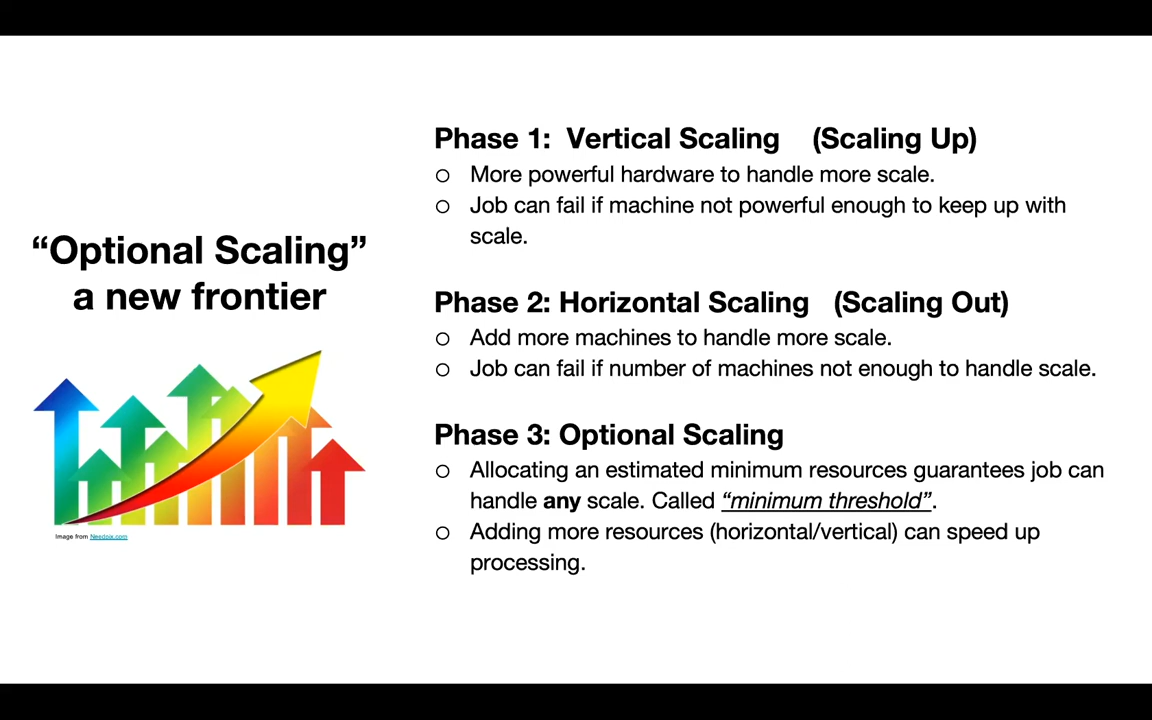 “Optional Scaling”
a new frontier
Image from Needpix.com
Phase 1: Vertical Scaling (Scaling Up)
○ More powerful hardware to handle more scale.
○ Job can fail if machine not powerful enough to keep up with
scale.
Phase 2: Horizontal Scaling (Scaling Out)
○ Add more machines to handle more scale.
○ Job can fail if number of machines not enough to handle scale.
Phase 3: Optional Scaling
○ Allocating an estimated minimum resources guarantees job can
handle any scale. Called “minimum threshold”.
○ Adding more resources (horizontal/vertical) can speed up
processing.